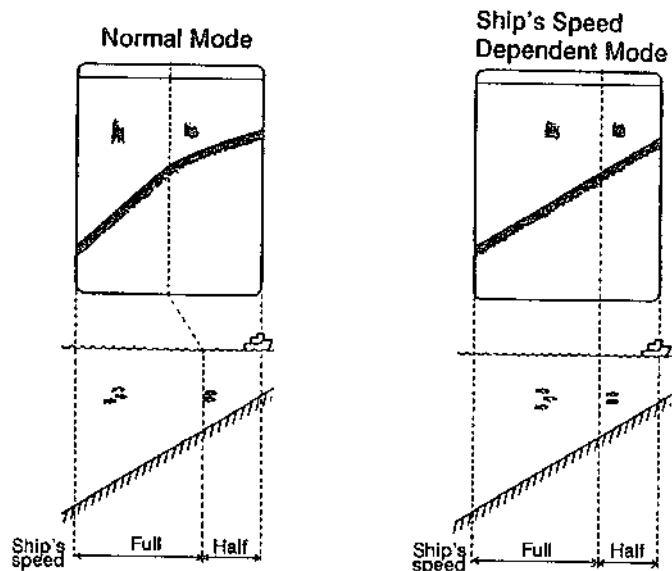 Normal Mode
Ship's Speed
Dependent Mode
Ship's
speed
Full
Half
Ship's
speed
Full
Half